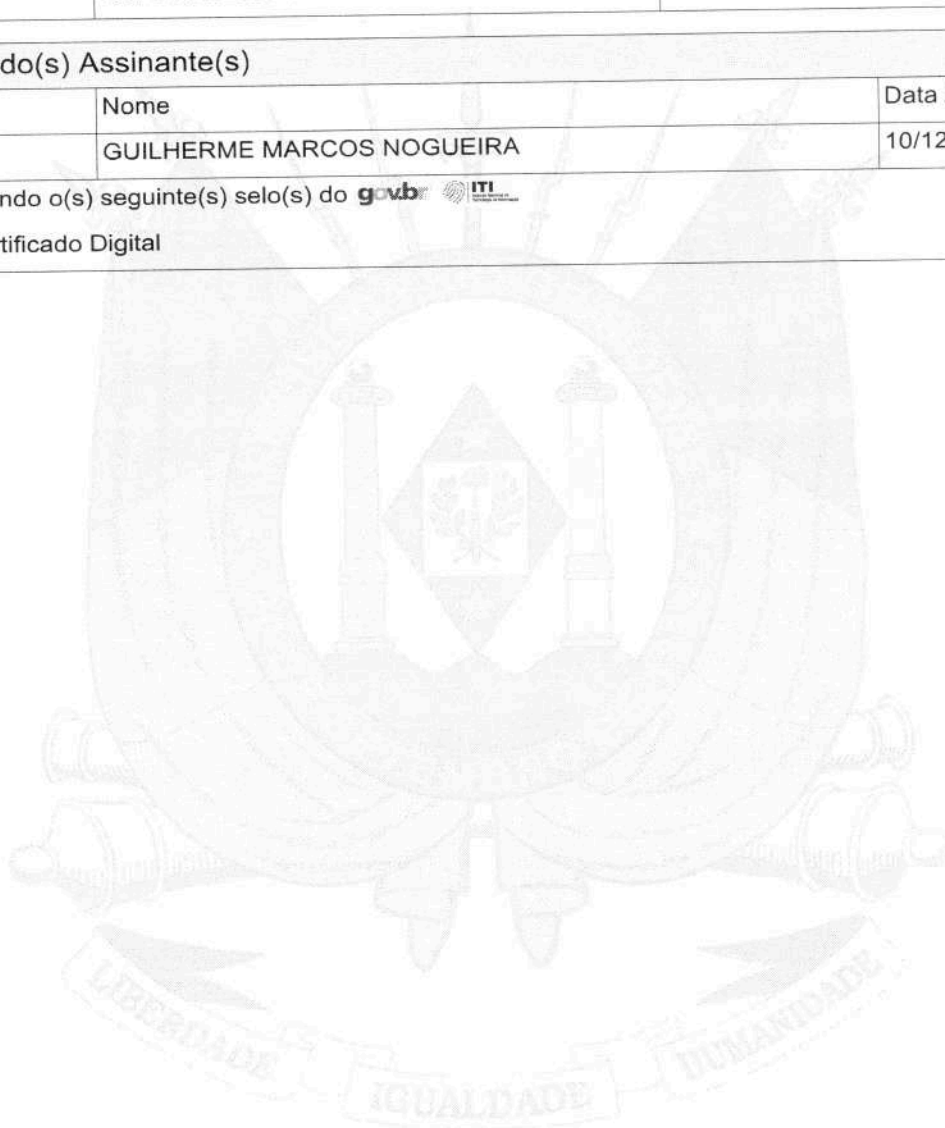 do(s) Assinante(s)
Nome Data
GUILHERME MARCOS NOGUEIRA 10/12
ndo o(s) seguinte(s) selo(s) do gov.br ITI
tificado Digital
LIBERDADE IGUALDADE HUMANIDADE